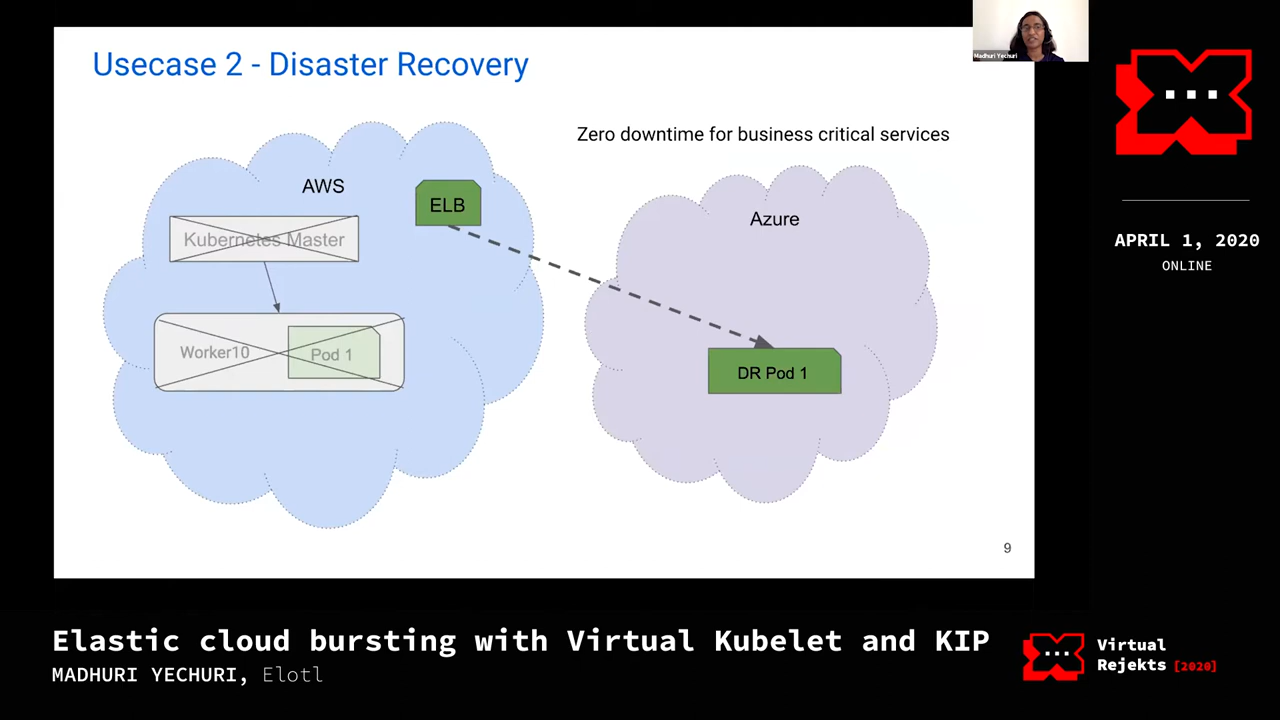 Usecase 2 - Disaster Recovery
Madhuri Yechuri
Zero downtime for business critical services
AWS
ELB
Azure
Kubernetes Master
Worker10
Pod 1
DR Pod 1
9
APRIL 1, 2020
ONLINE
Elastic cloud bursting with Virtual Kubelet and KIP
MADHURI YECHURI, Elotl
Virtual
Rejekts [2020]